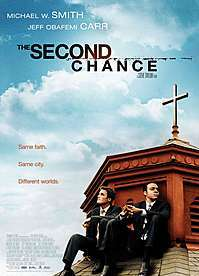 MICHAEL W. SMITH
JEFF OBAFEMI CARR
THE SECOND
CHANCE
Same faith.
Same city.
Different worlds.